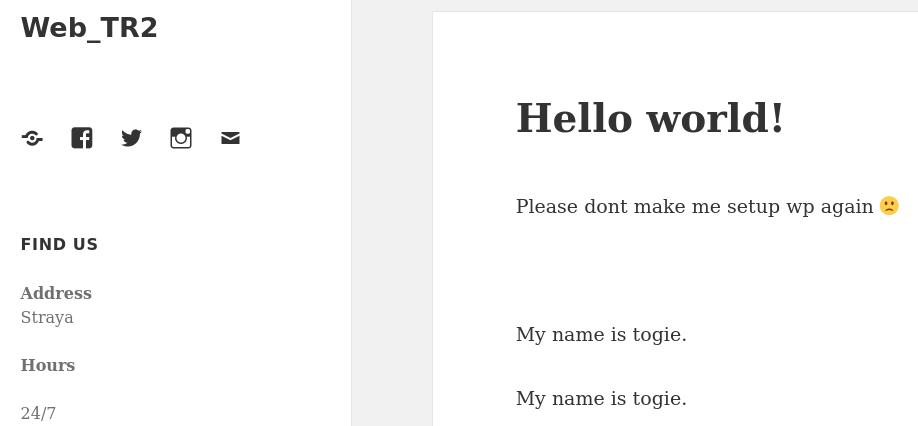 Web_TR2
FIND US
Address
Straya
Hours
24/7
Hello world!
Please dont make me setup wp again 🙁
My name is togie.
My name is togie.